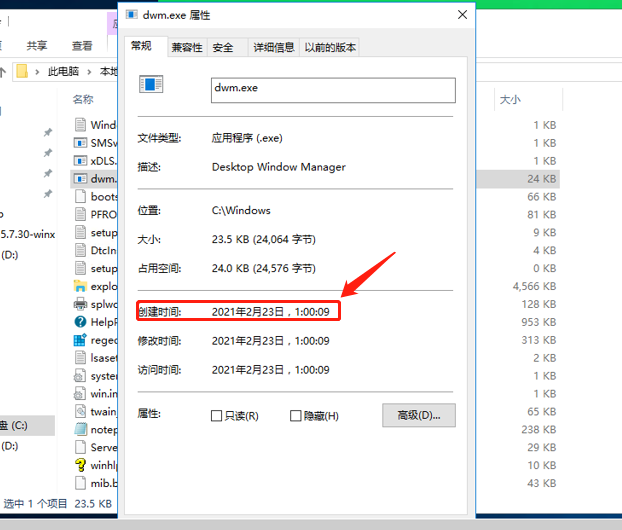 dwm.exe 属性
常规 兼容性 安全 详细信息 以前的版本
dwm.exe
文件类型: 应用程序 (.exe)
描述: Desktop Window Manager
位置: C:\Windows
大小: 23.5 KB (24,064 字节)
占用空间: 24.0 KB (24,576 字节)
创建时间: 2021年2月23日，1:00:09
修改时间: 2021年2月23日，1:00:09
访问时间: 2021年2月23日，1:00:09
属性: 只读(R) 隐藏(H) 高级(D)...
共享 查看
此电脑 › 本地
名称
Wind
SMSv
xDLS.
dwm.
boots
PFRO
setup
DtcIn
setup
explo
splwo
HelpP
reged
lsaset
system
win.in
twain_
notep
Serve
winhlp
mib.b
5.7.30-winx
(D:)
盘 (C:)
(D:)
选中 1 个项目 23.5 KB
大小
1 KB
1 KB
1 KB
24 KB
66 KB
81 KB
9 KB
4 KB
0 KB
4,566 KB
128 KB
953 KB
313 KB
2 KB
1 KB
1 KB
65 KB
238 KB
29 KB
10 KB
43 KB